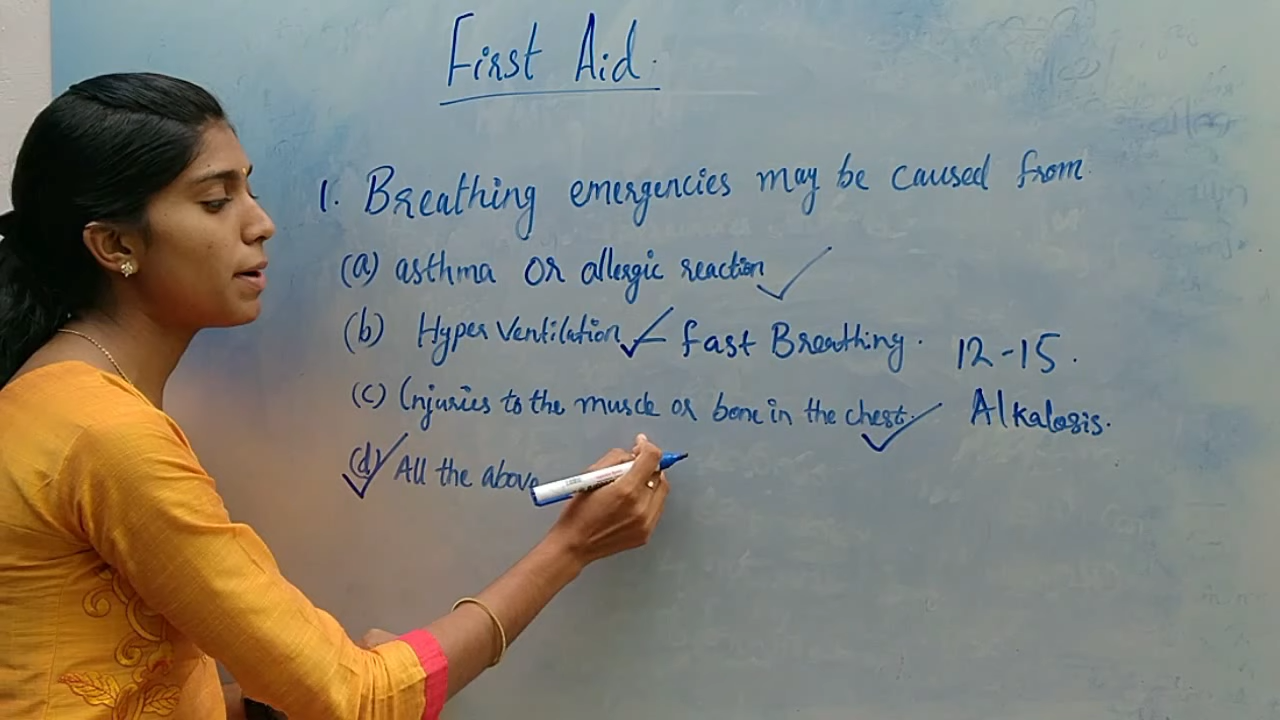 First Aid.
1. Breathing emergencies may be caused from.
(a) asthma or allergic reaction ✓
(b) Hyper Ventilation ✓ – fast Breathing. 12-15.
(c) Injuries to the muscle or bone in the chest. ✓ Alkalosis.
(d) ✓ All the above